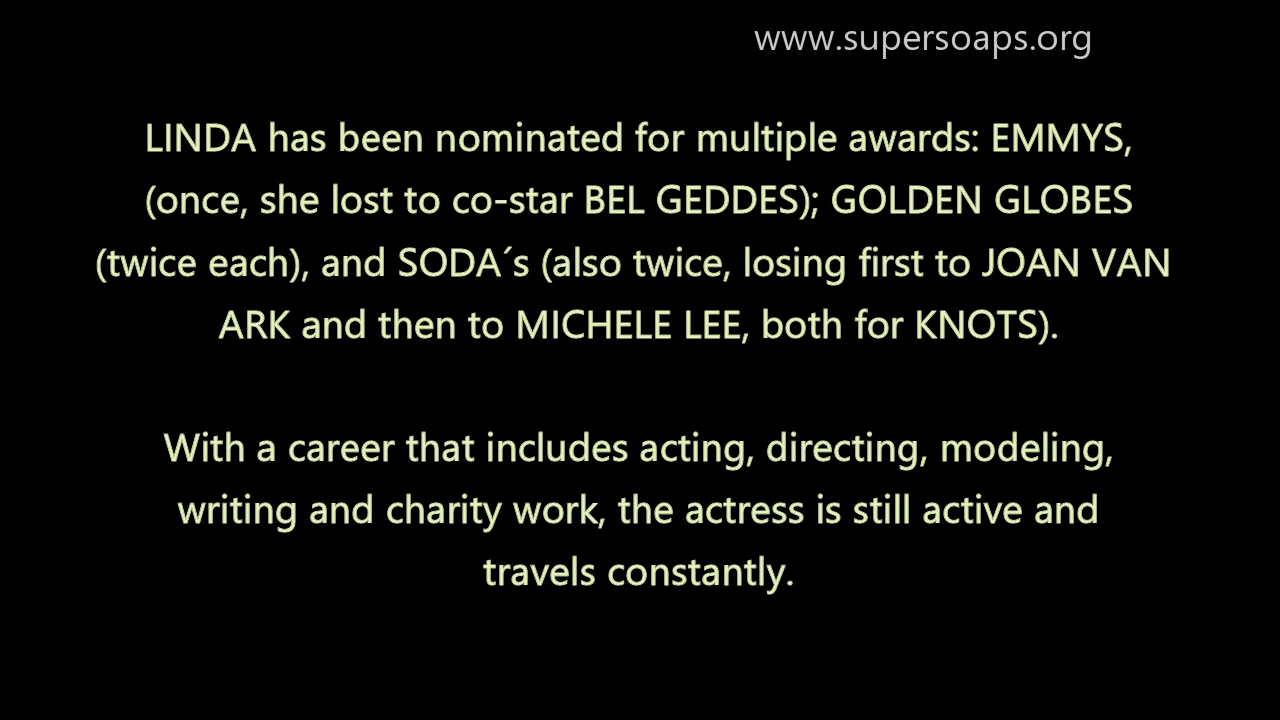 www.supersoaps.org
LINDA has been nominated for multiple awards: EMMYS,
(once, she lost to co-star BEL GEDDES); GOLDEN GLOBES
(twice each), and SODA´s (also twice, losing first to JOAN VAN
ARK and then to MICHELE LEE, both for KNOTS).
With a career that includes acting, directing, modeling,
writing and charity work, the actress is still active and
travels constantly.